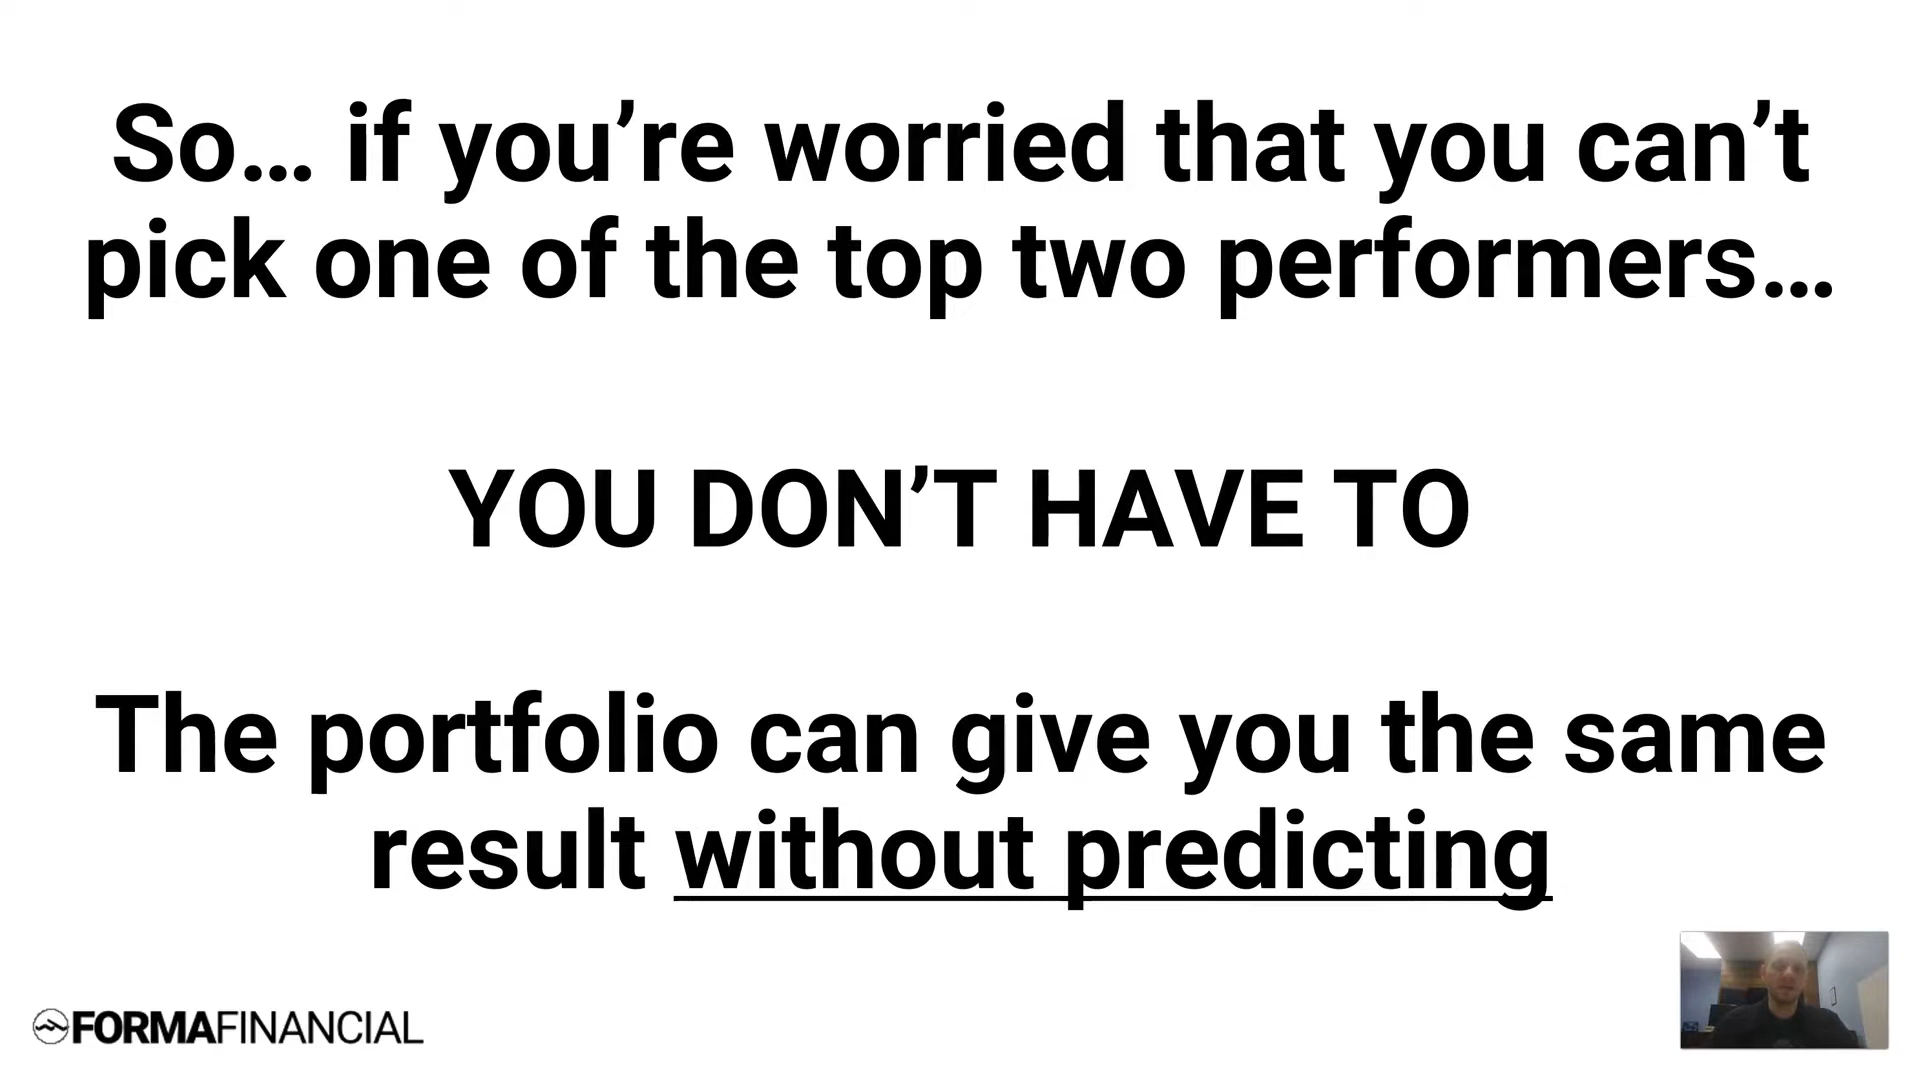 So… if you’re worried that you can’t
pick one of the top two performers…
YOU DON’T HAVE TO
The portfolio can give you the same
result without predicting
FORMAFINANCIAL